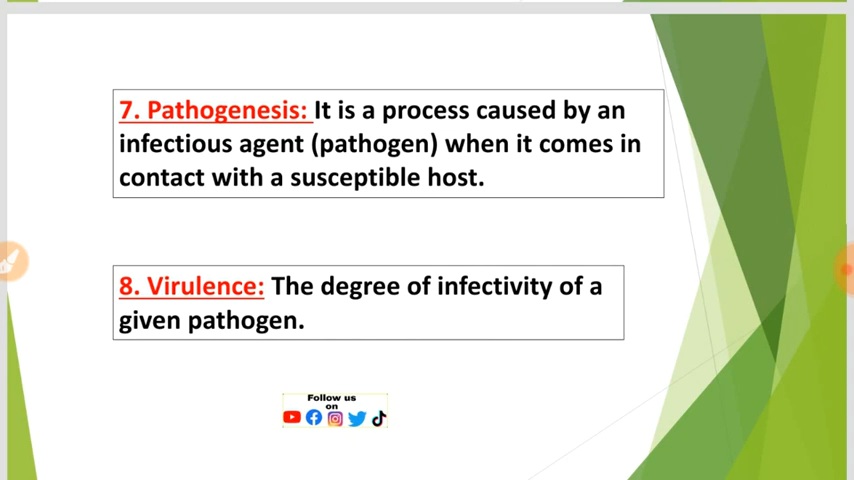 7. Pathogenesis: It is a process caused by an
infectious agent (pathogen) when it comes in
contact with a susceptible host.
8. Virulence: The degree of infectivity of a
given pathogen.
Follow us
on